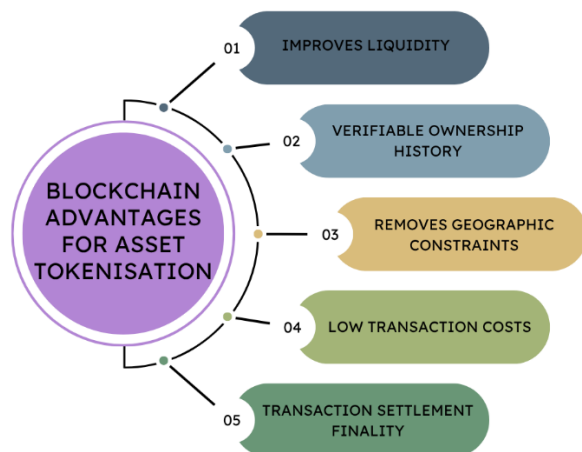 BLOCKCHAIN
ADVANTAGES
FOR ASSET
TOKENISATION
01
IMPROVES LIQUIDITY
02
VERIFIABLE OWNERSHIP
HISTORY
03
REMOVES GEOGRAPHIC
CONSTRAINTS
04
LOW TRANSACTION COSTS
05
TRANSACTION SETTLEMENT
FINALITY